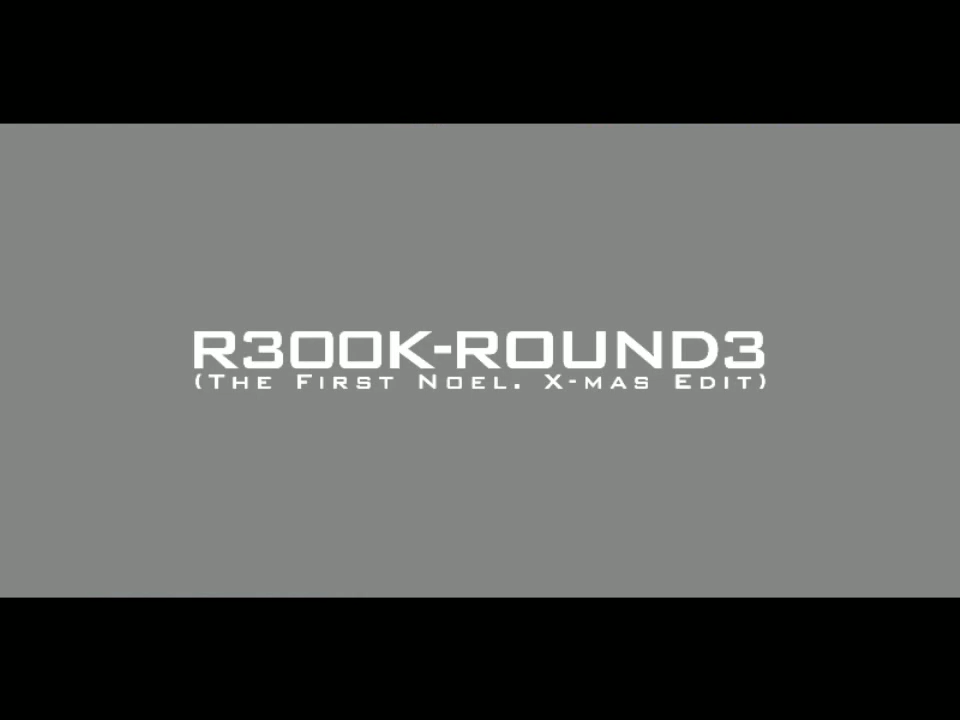 R300K-ROUND3
(The First Noel. X-mas Edit)